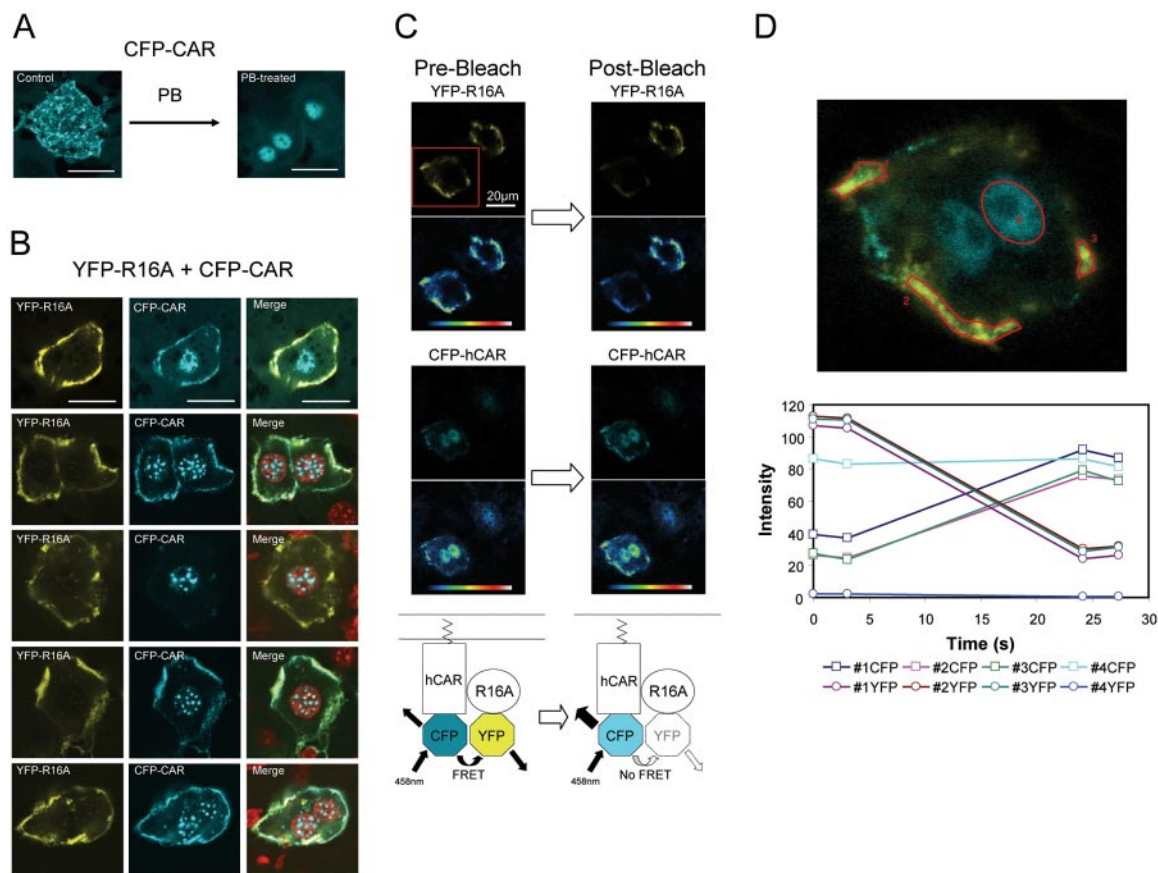 A
CFP-CAR
Control
PB
PB-treated
B
YFP-R16A + CFP-CAR
YFP-R16A
CFP-CAR
Merge
YFP-R16A
CFP-CAR
Merge
YFP-R16A
CFP-CAR
Merge
YFP-R16A
CFP-CAR
Merge
YFP-R16A
CFP-CAR
Merge
C
Pre-Bleach
Post-Bleach
YFP-R16A
YFP-R16A
20µm
CFP-hCAR
CFP-hCAR
hCAR
R16A
CFP
YFP
458nm
FRET
hCAR
R16A
CFP
YFP
458nm
No FRET
D
2
3
120
100
80
60
40
20
0
Intensity
0
5
10
15
20
25
30
Time (s)
#1CFP
#2CFP
#3CFP
#4CFP
#1YFP
#2YFP
#3YFP
#4YFP